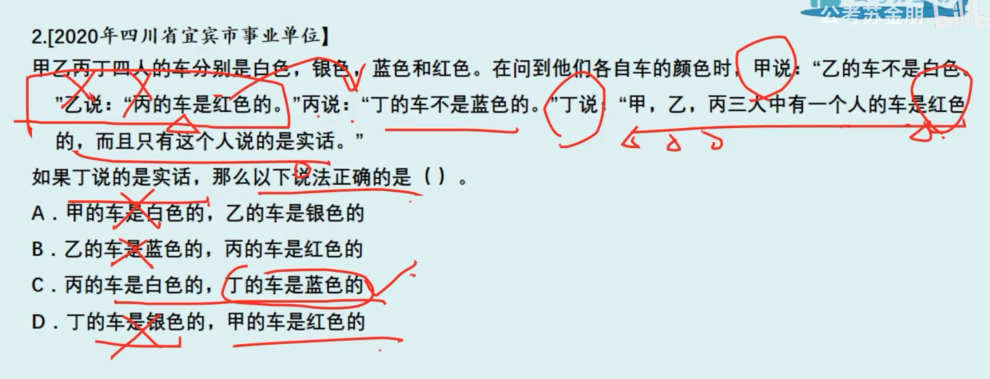 公考苏金朋
2.[2020年四川省宜宾市事业单位】
甲乙丙丁四人的车分别是白色，银色，蓝色和红色。在问到他们各自车的颜色时，甲说：“乙的车不是白色。
”乙说：“丙的车是红色的。”丙说：“丁的车不是蓝色的。”丁说：“甲，乙，丙三人中有一个人的车是红色
的，而且只有这个人说的是实话。”
如果丁说的是实话，那么以下说法正确的是（）。
A．甲的车是白色的，乙的车是银色的
B．乙的车是蓝色的，丙的车是红色的
C．丙的车是白色的，丁的车是蓝色的
D．丁的车是银色的，甲的车是红色的